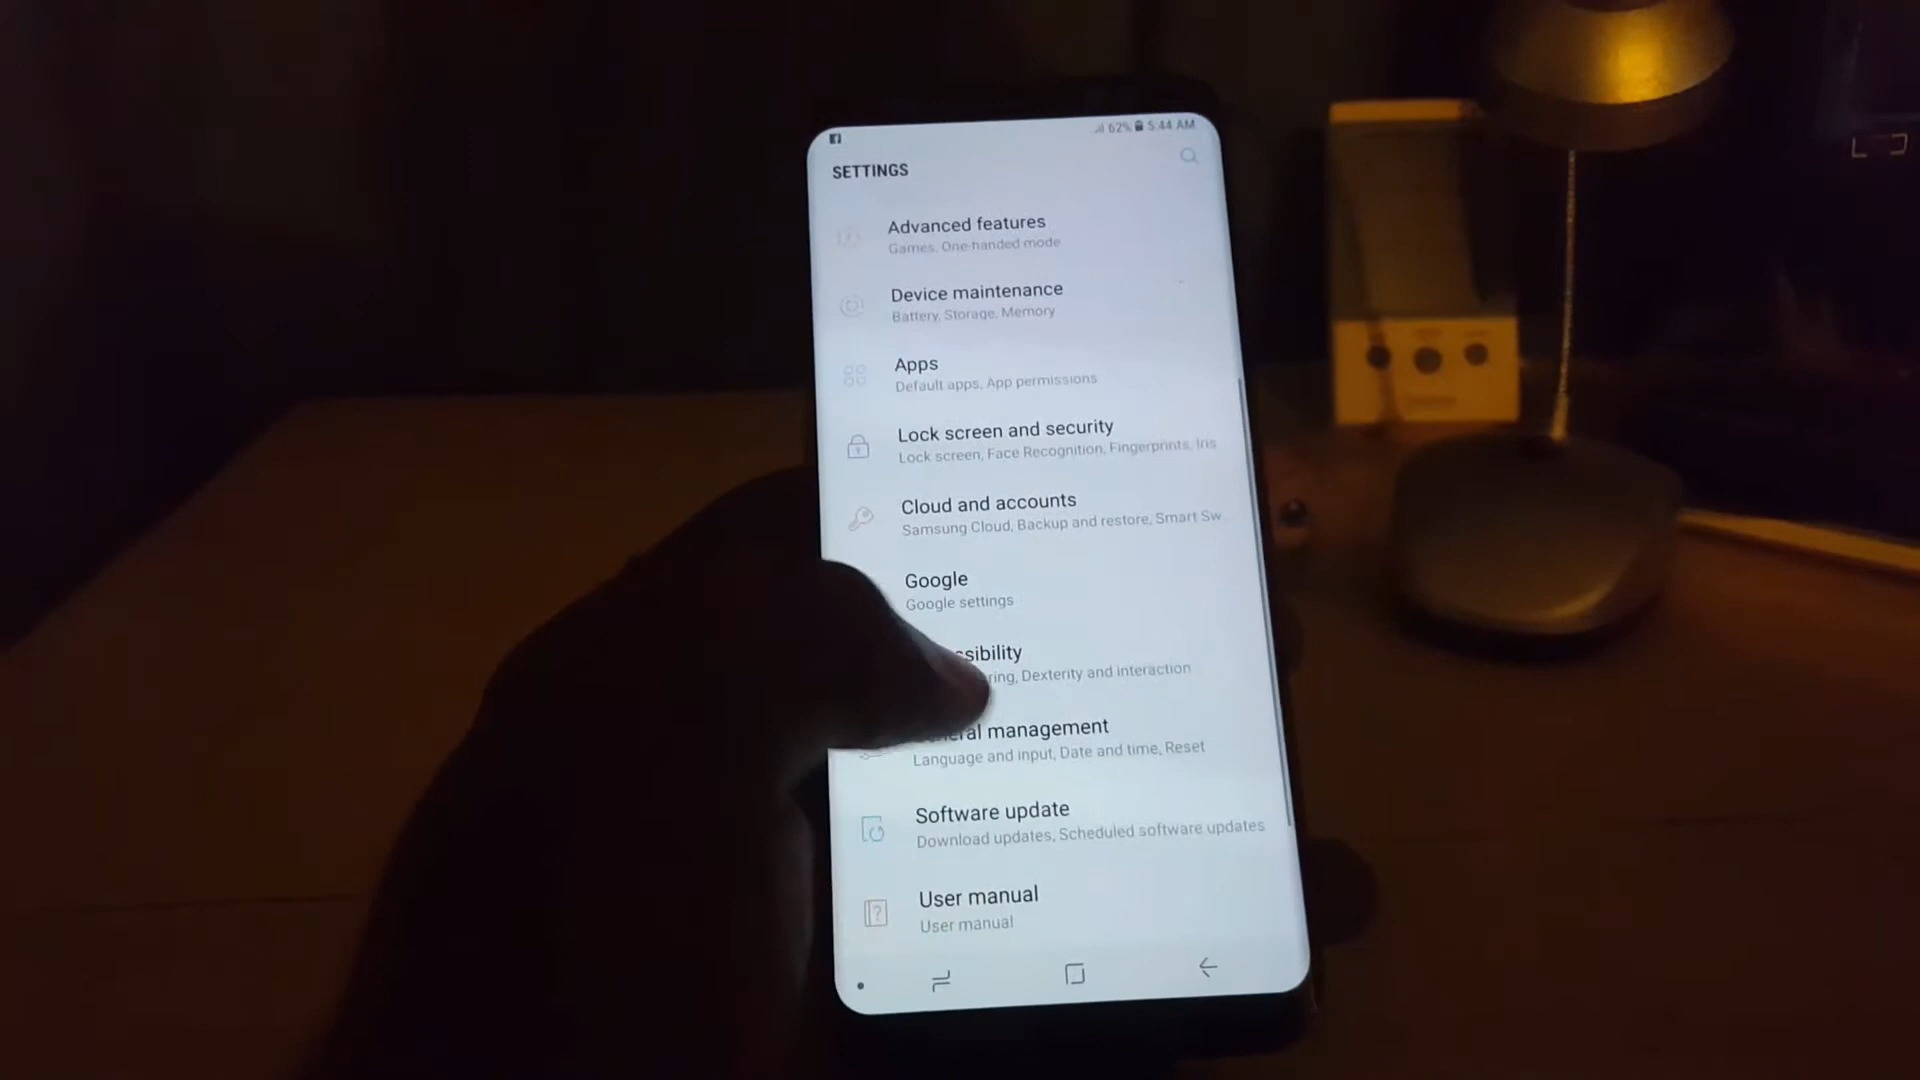 62% 5:44 AM
SETTINGS
Advanced features
Games, One-handed mode
Device maintenance
Battery, Storage, Memory
Apps
Default apps, App permissions
Lock screen and security
Lock screen, Face Recognition, Fingerprints, Iris
Cloud and accounts
Samsung Cloud, Backup and restore, Smart Sw
Google
Google settings
ssibility
ring, Dexterity and interaction
eral management
Language and input, Date and time, Reset
Software update
Download updates, Scheduled software updates
User manual
User manual